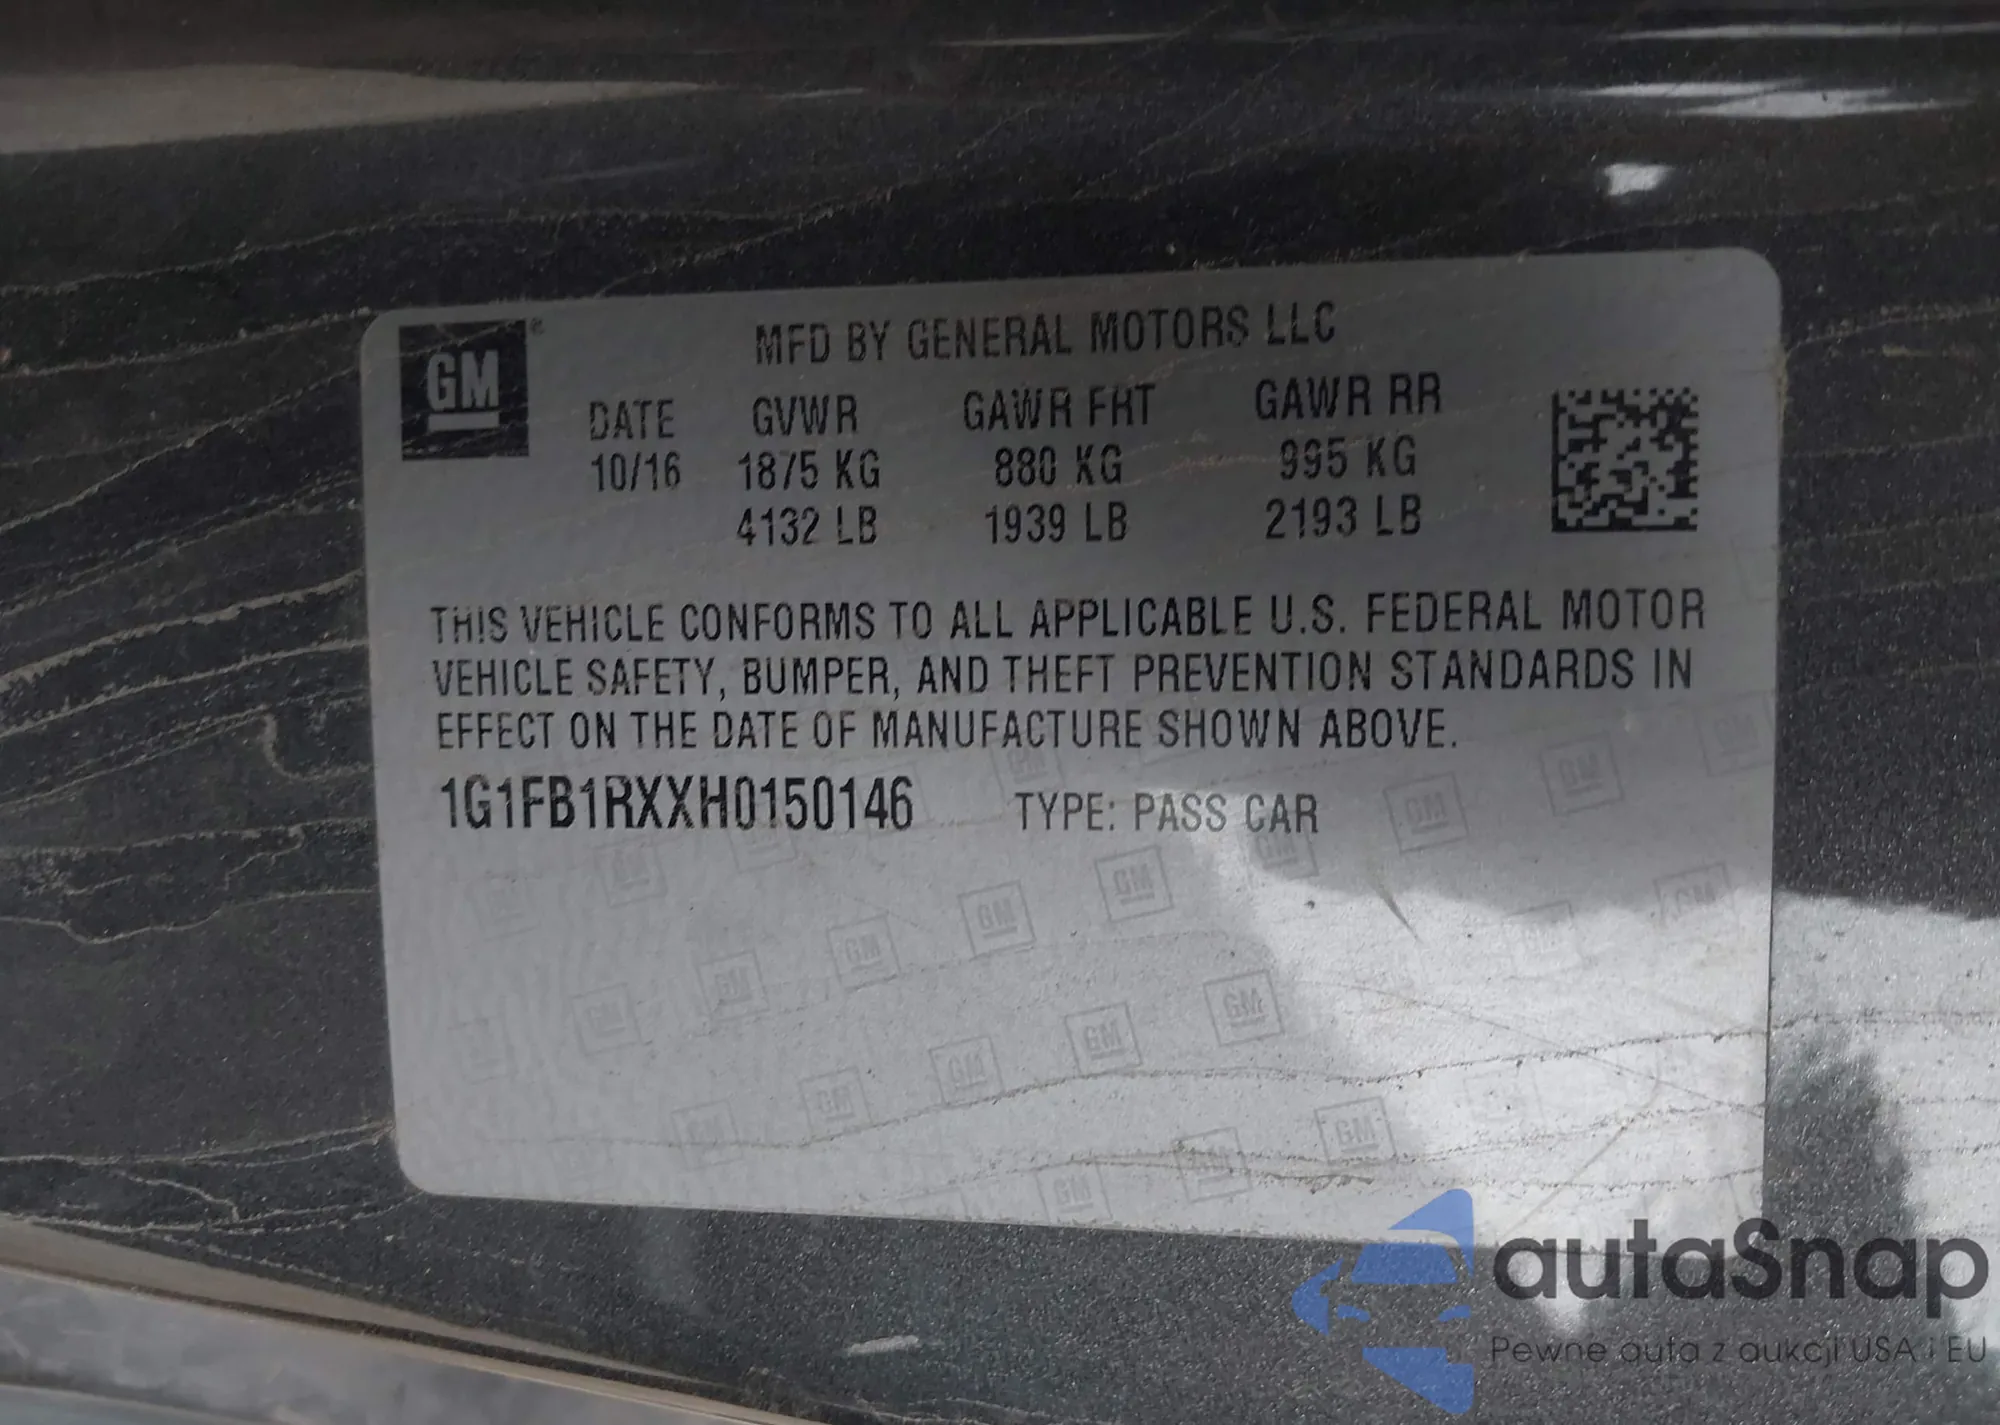 GM
MFD BY GENERAL MOTORS LLC
DATE GVWR GAWR FRT GAWR RR
10/16 1875 KG 880 KG 995 KG
4132 LB 1939 LB 2193 LB
THIS VEHICLE CONFORMS TO ALL APPLICABLE U.S. FEDERAL MOTOR
VEHICLE SAFETY, BUMPER, AND THEFT PREVENTION STANDARDS IN
EFFECT ON THE DATE OF MANUFACTURE SHOWN ABOVE.
1G1FB1RXXH0150146 TYPE: PASS CAR
autaSnap
Pewne auta z aukcji USA i EU